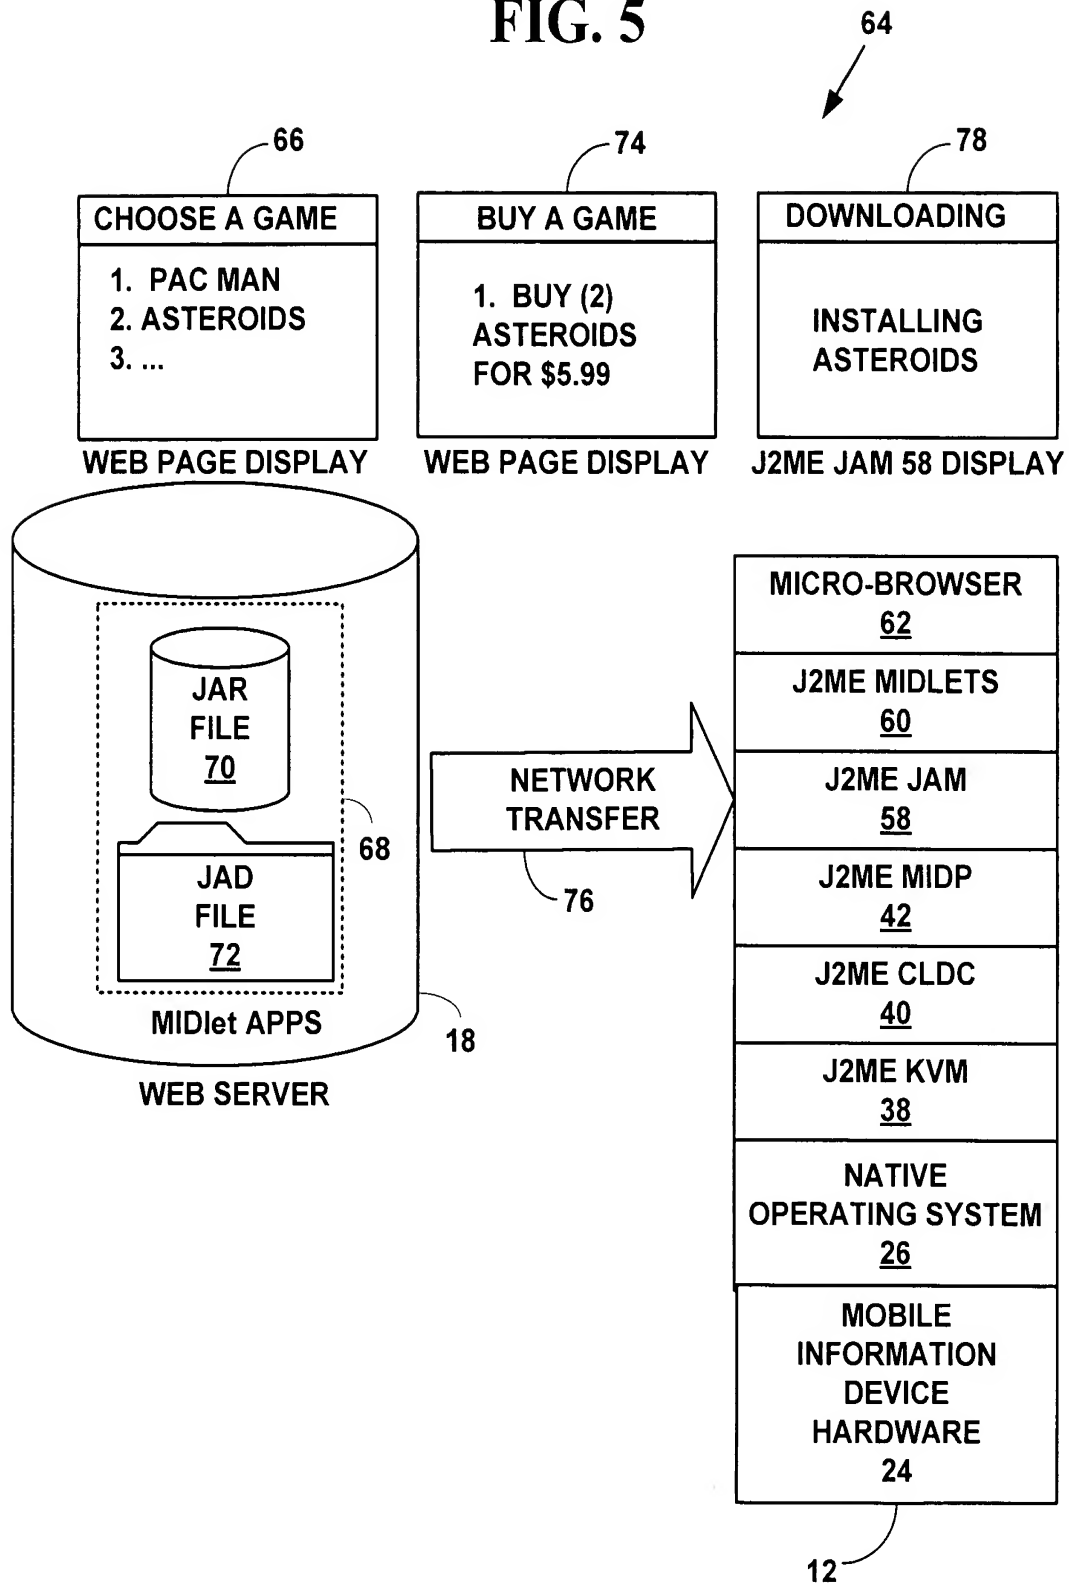 FIG. 5
64
66
74
78
CHOOSE A GAME
1. PAC MAN
2. ASTEROIDS
3. ...
WEB PAGE DISPLAY
BUY A GAME
1. BUY (2)
ASTEROIDS
FOR $5.99
WEB PAGE DISPLAY
DOWNLOADING
INSTALLING
ASTEROIDS
J2ME JAM 58 DISPLAY
JAR
FILE
70
JAD
FILE
72
68
MIDlet APPS
18
WEB SERVER
NETWORK
TRANSFER
76
MICRO-BROWSER
62
J2ME MIDLETS
60
J2ME JAM
58
J2ME MIDP
42
J2ME CLDC
40
J2ME KVM
38
NATIVE
OPERATING SYSTEM
26
MOBILE
INFORMATION
DEVICE
HARDWARE
24
12